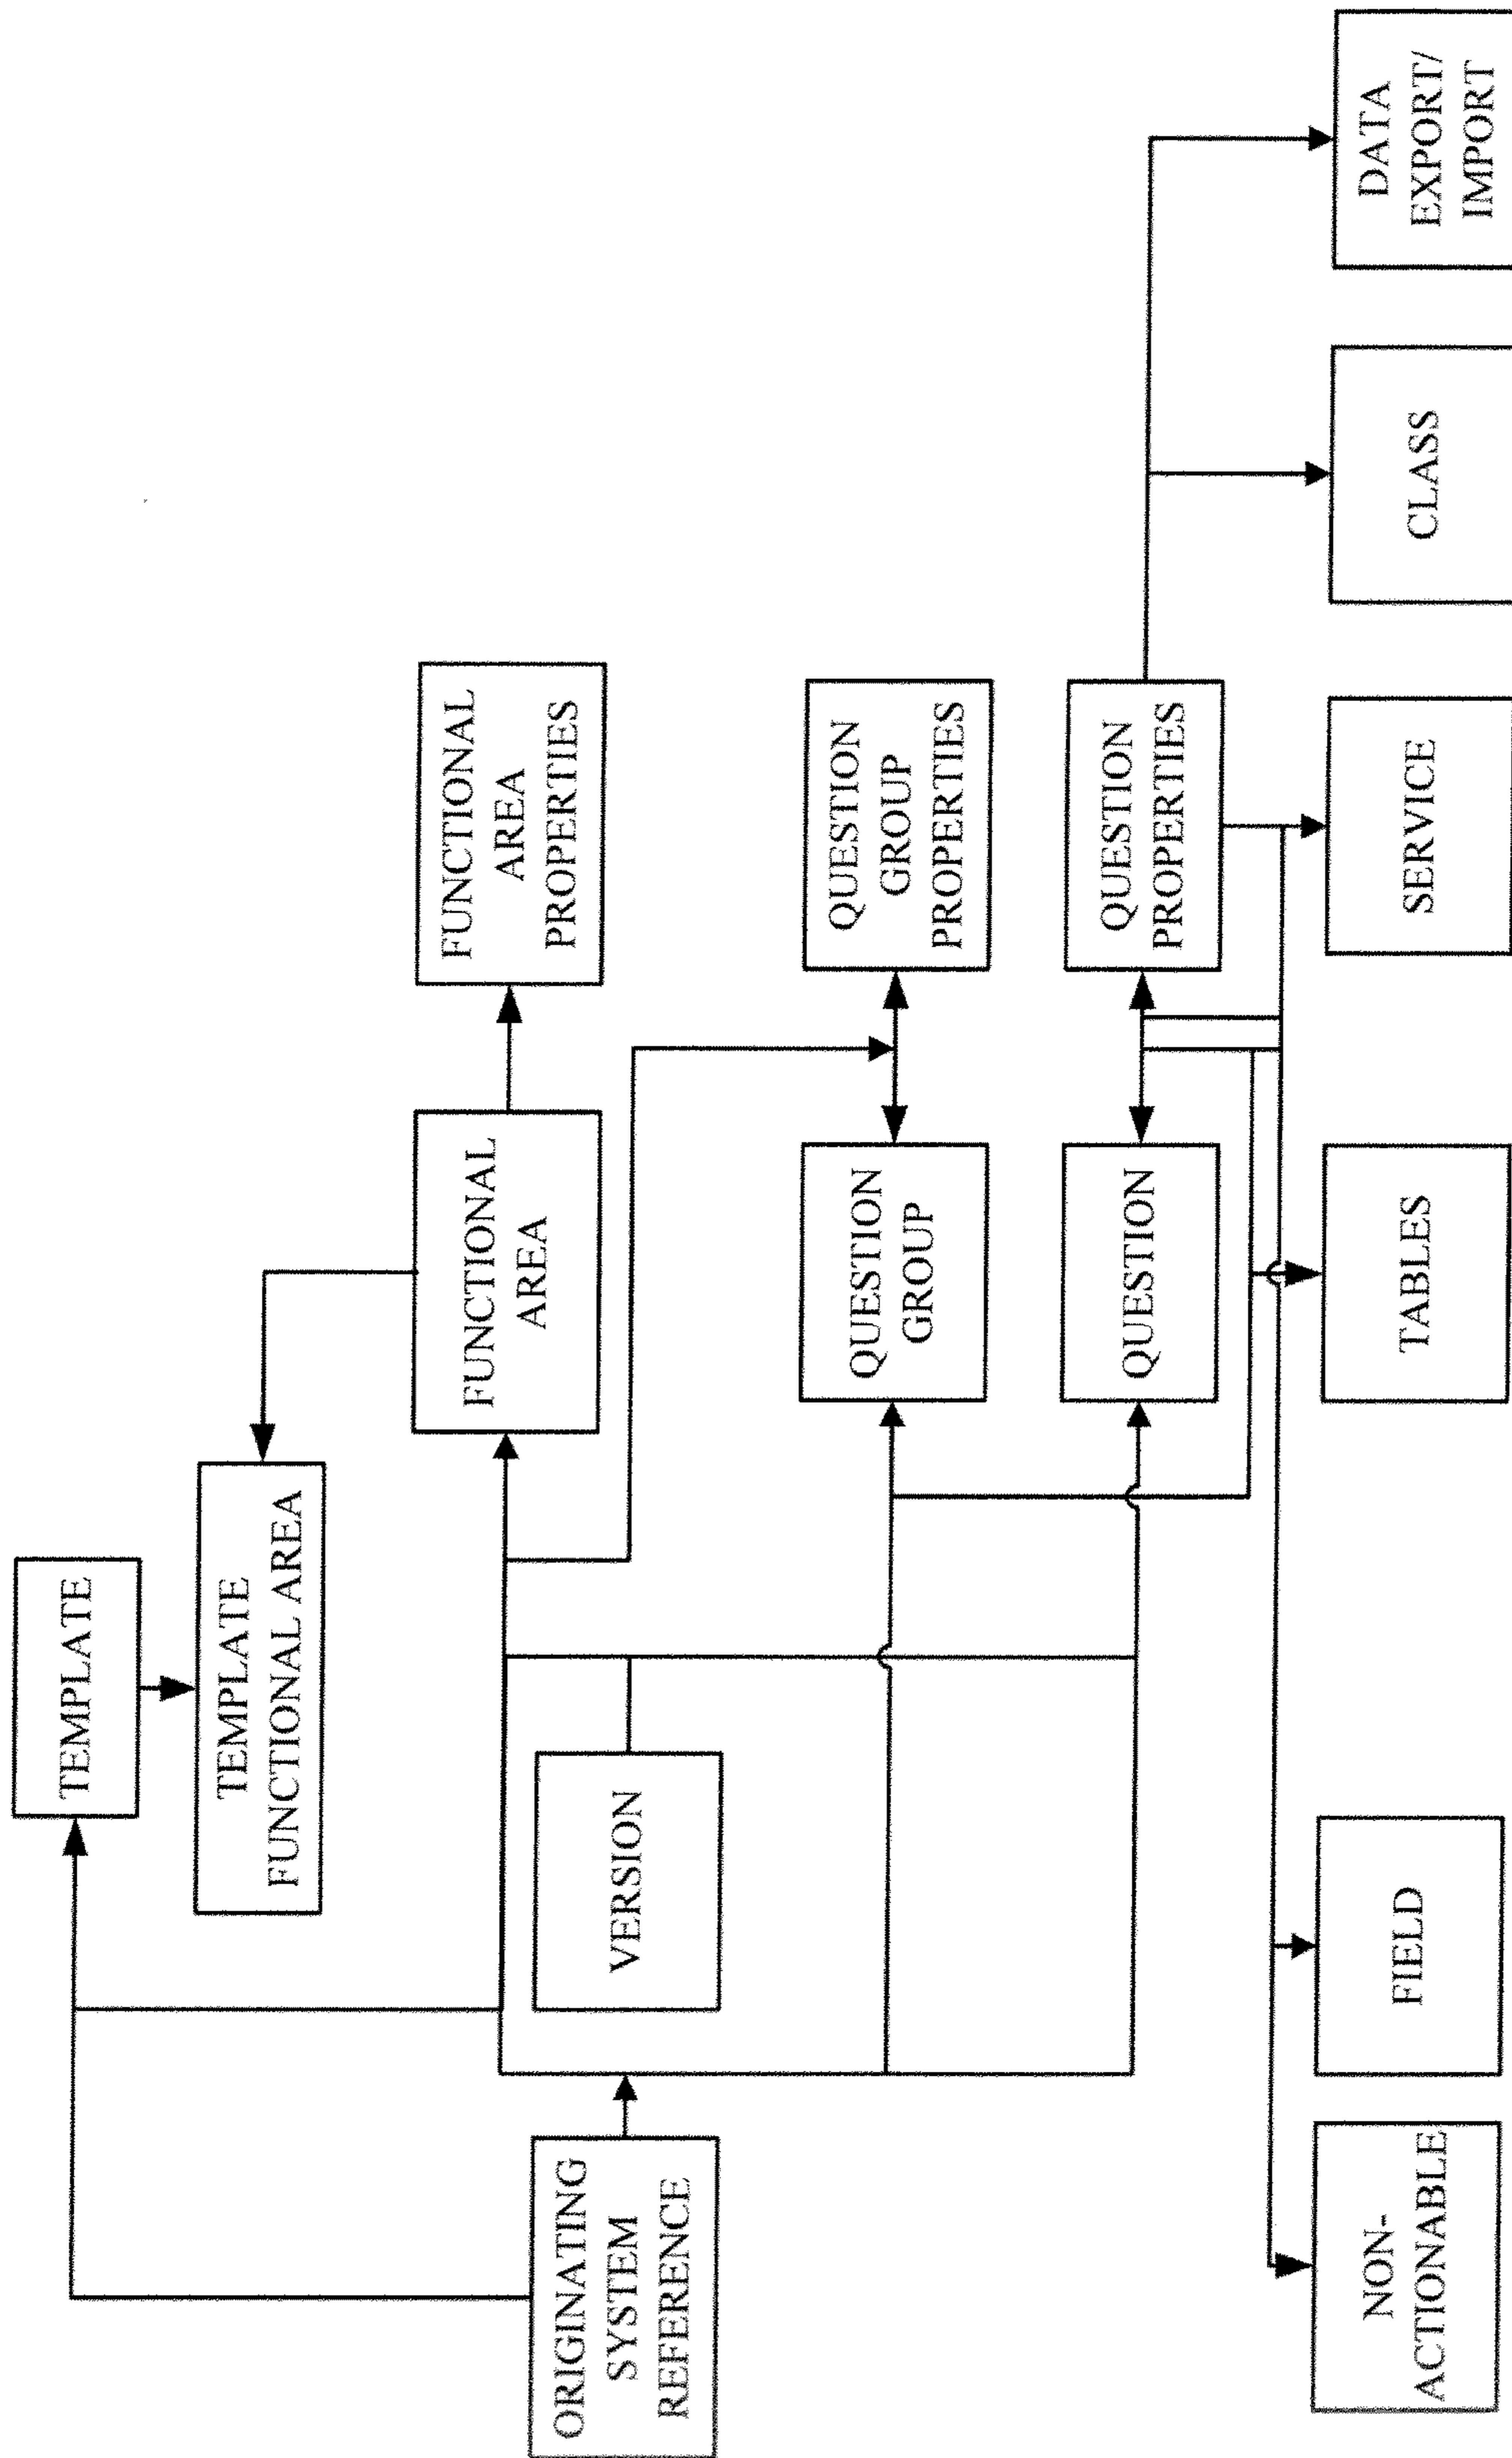 TEMPLATE
TEMPLATE
FUNCTIONAL AREA
FUNCTIONAL
AREA
FUNCTIONAL
AREA
PROPERTIES
ORIGINATING
SYSTEM
REFERENCE
VERSION
QUESTION
GROUP
QUESTION
GROUP
PROPERTIES
QUESTION
QUESTION
PROPERTIES
NON-
ACTIONABLE
FIELD
TABLES
SERVICE
CLASS
DATA
EXPORT/
IMPORT